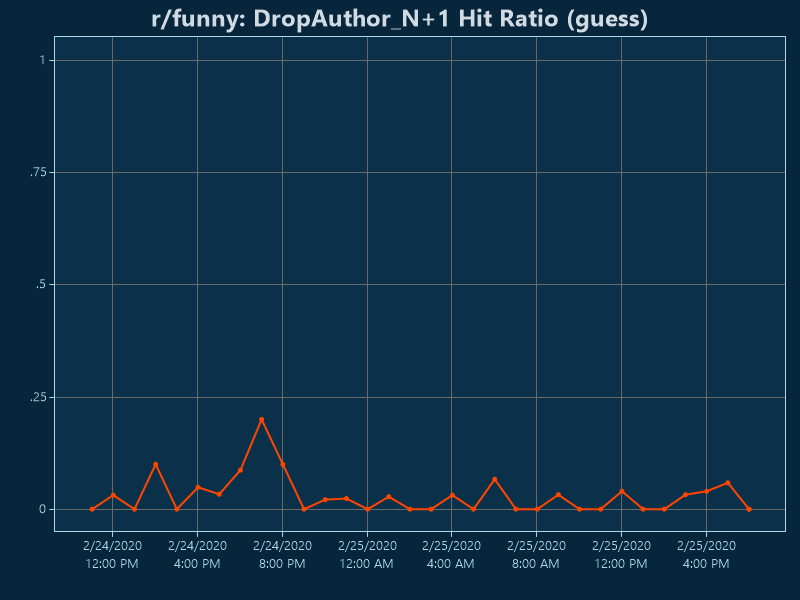 r/funny: DropAuthor_N+1 Hit Ratio (guess)
1
.75
.5
.25
0
2/24/2020 2/24/2020 2/24/2020 2/25/2020 2/25/2020 2/25/2020 2/25/2020 2/25/2020
12:00 PM 4:00 PM 8:00 PM 12:00 AM 4:00 AM 8:00 AM 12:00 PM 4:00 PM